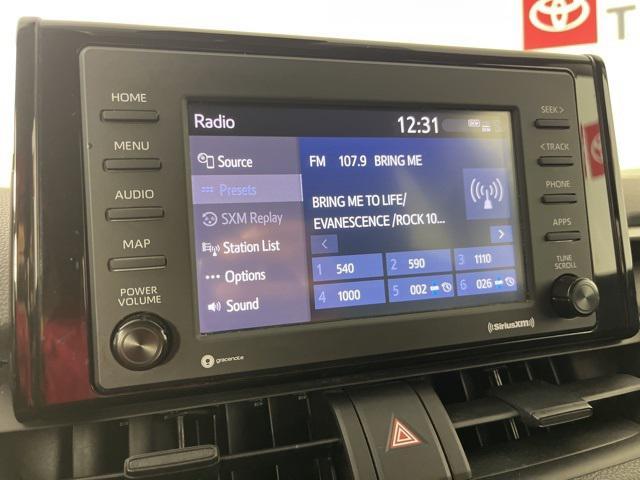 T
HOME
MENU
AUDIO
MAP
POWER
VOLUME
Radio
12:31
Source
Presets
SXM Replay
Station List
Options
Sound
FM 107.9 BRING ME
BRING ME TO LIFE/
EVANESCENCE /ROCK 10...
1 540
2 590
3 1110
4 1000
5 002
6 026
SEEK >
< TRACK
PHONE
APPS
TUNE
SCROLL
gracenote
((SiriusXM))